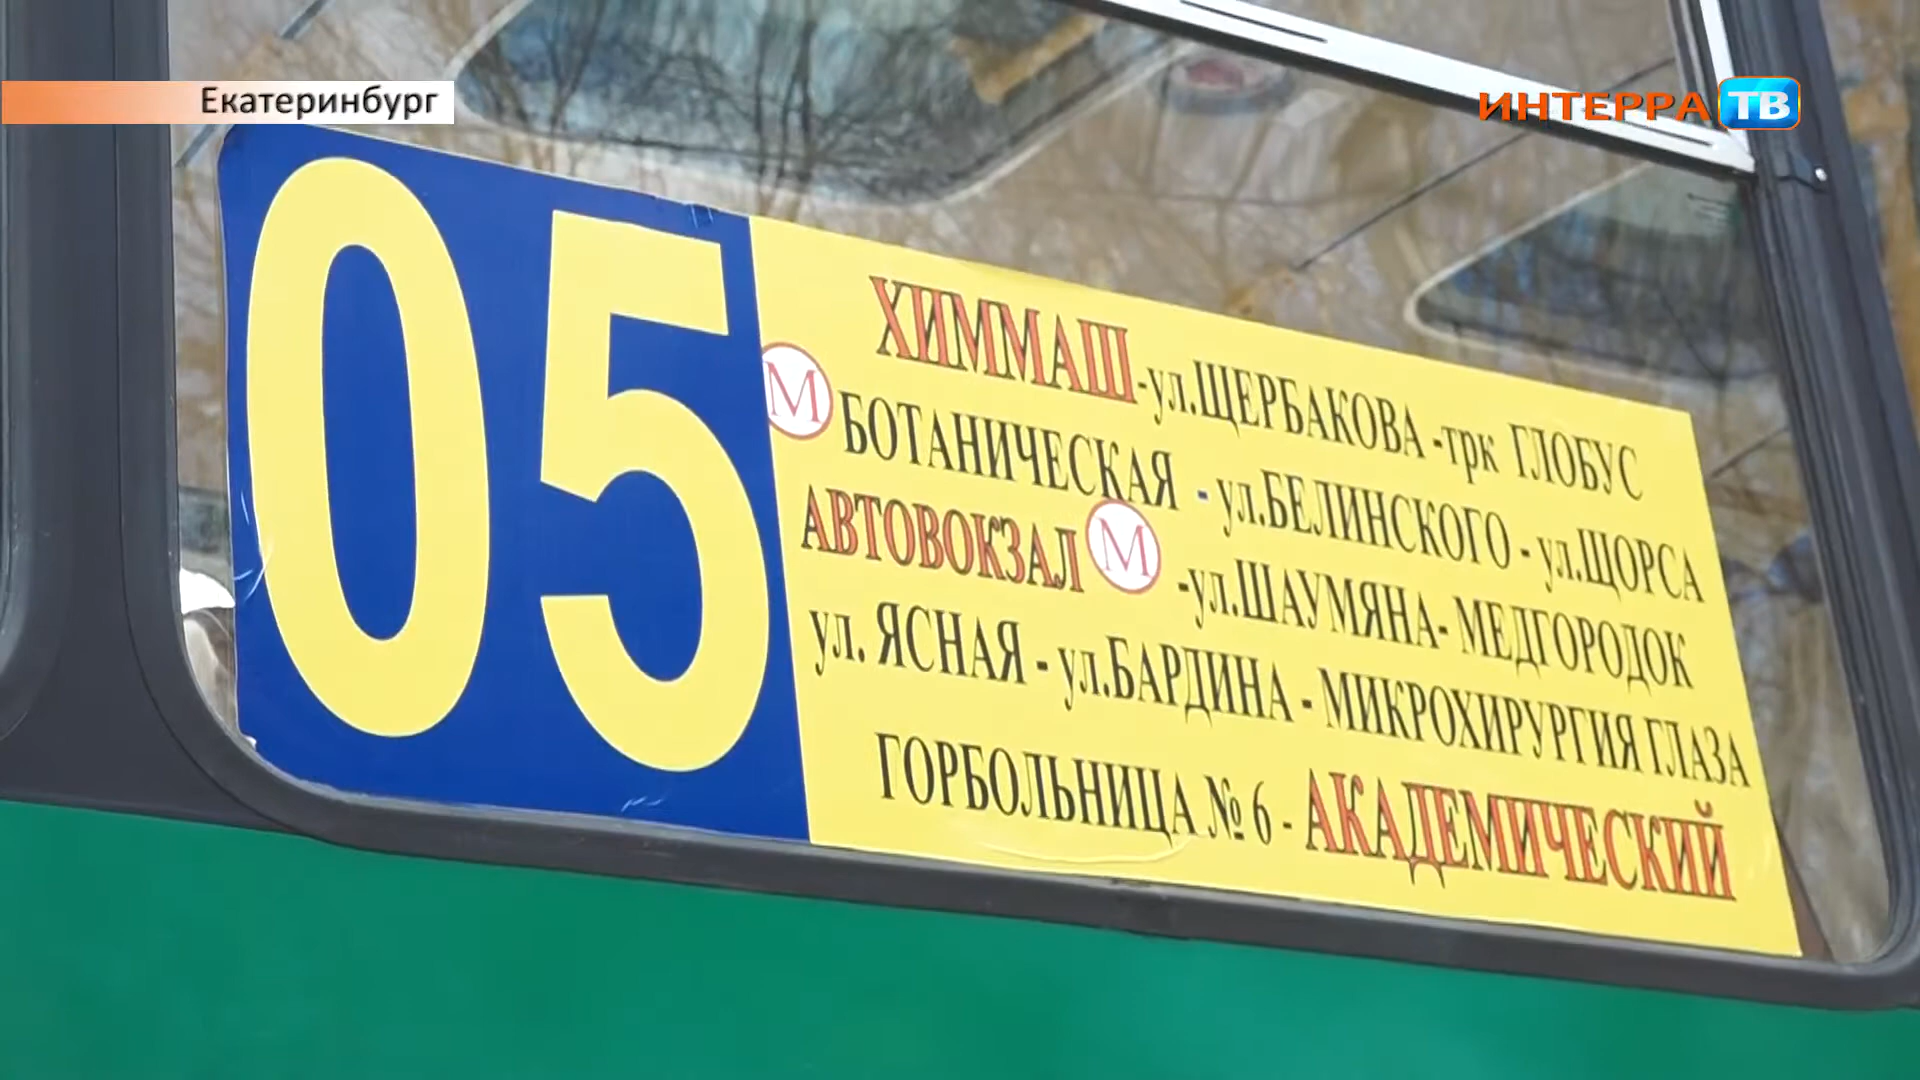 Екатеринбург
ИНТЕРРА ТВ
05
ХИММАШ-ул.ЩЕРБАКОВА-трк ГЛОБУС
М БОТАНИЧЕСКАЯ - ул.БЕЛИНСКОГО - ул.ЩОРСА
АВТОВОКЗАЛ М -ул.ШАУМЯНА- МЕДГОРОДОК
ул. ЯСНАЯ - ул.БАРДИНА - МИКРОХИРУРГИЯ ГЛАЗА
ГОРБОЛЬНИЦА № 6 - АКАДЕМИЧЕСКИЙ